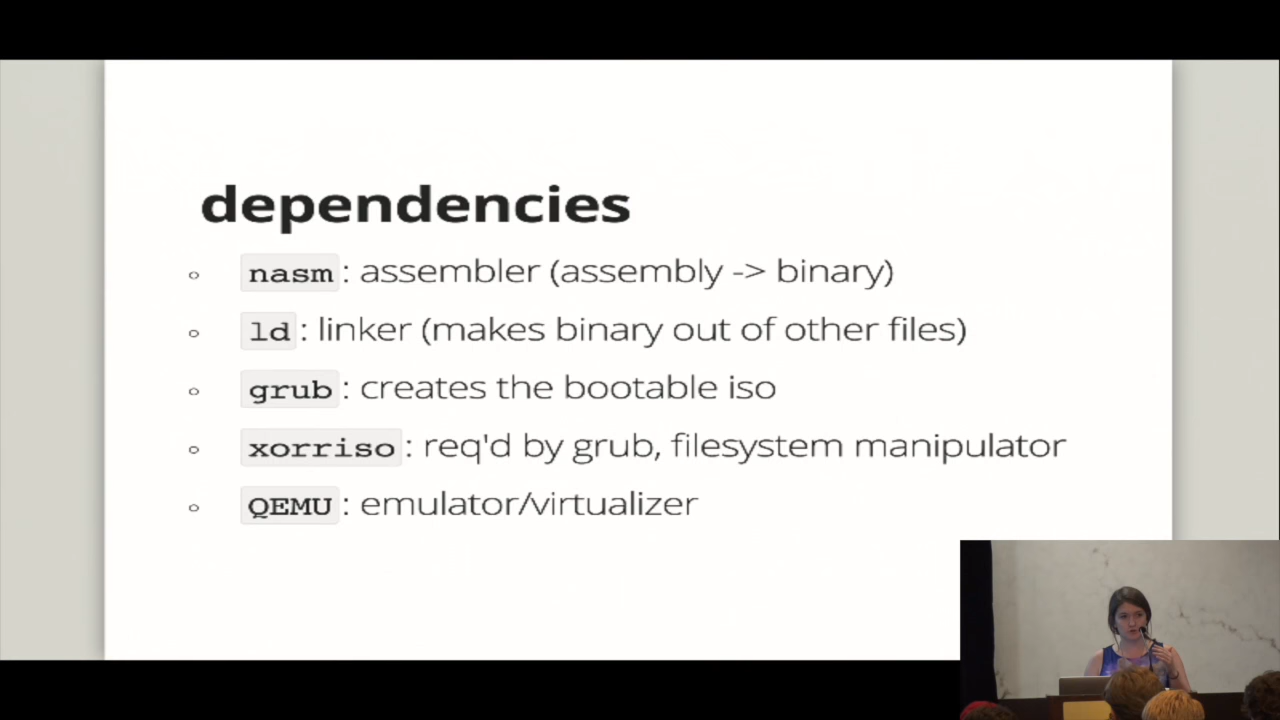 dependencies
nasm: assembler (assembly -> binary)
ld: linker (makes binary out of other files)
grub: creates the bootable iso
xorriso: req'd by grub, filesystem manipulator
QEMU: emulator/virtualizer